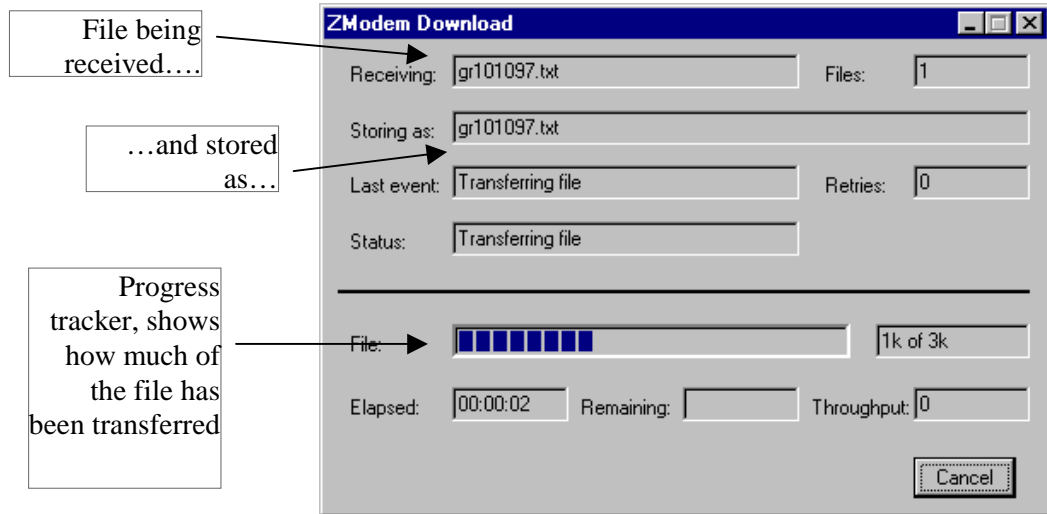 File being
received….
…and stored
as…
Progress
tracker, shows
how much of
the file has
been transferred
ZModem Download
Receiving: gr101097.txt Files: 1
Storing as: gr101097.txt
Last event: Transferring file Retries: 0
Status: Transferring file
File: 1k of 3k
Elapsed: 00:00:02 Remaining: Throughput: 0
Cancel